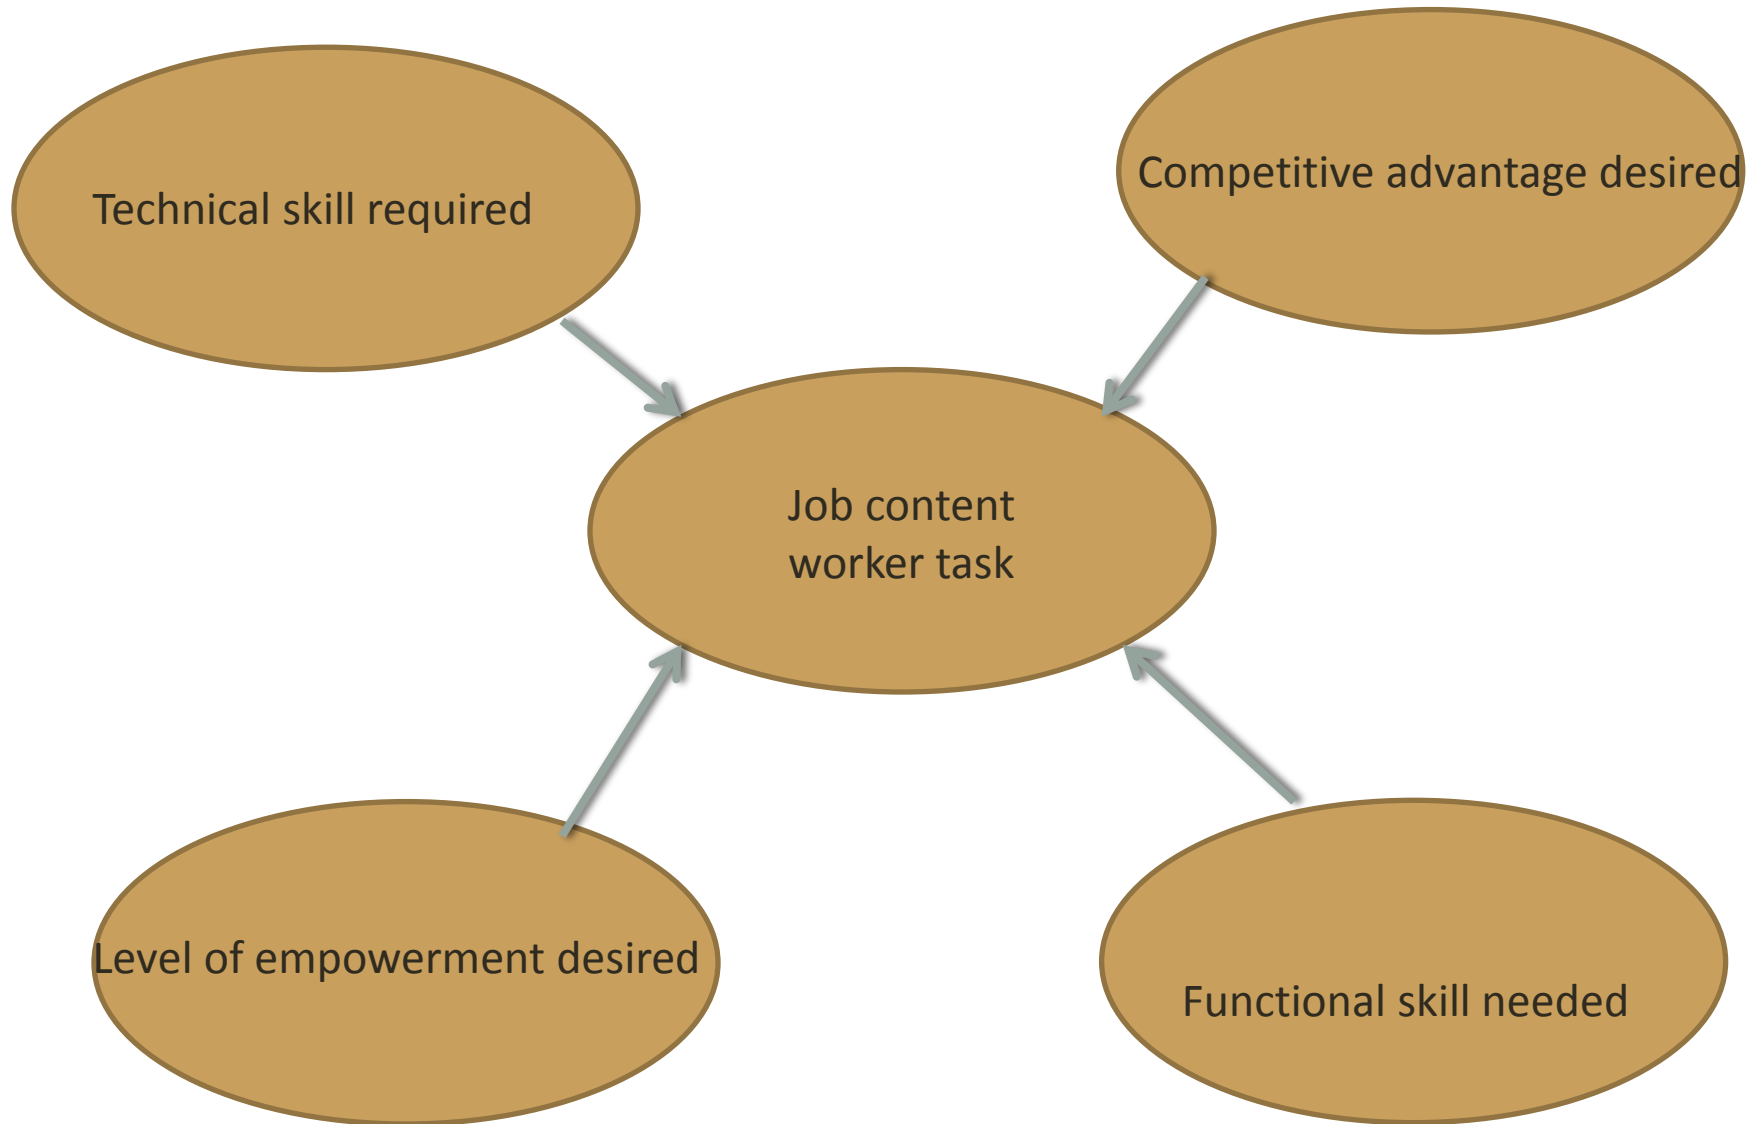 Technical skill required
Competitive advantage desired
Job content
worker task
Level of empowerment desired
Functional skill needed